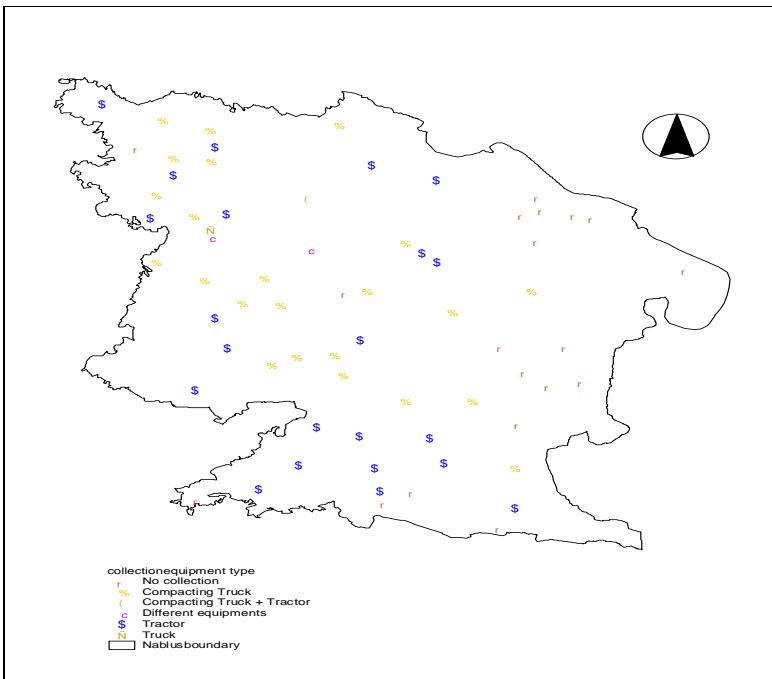 collectionequipment type
r No collection
% Compacting Truck
( Compacting Truck + Tractor
c Different equipments
$ Tractor
Ñ Truck
Nablusboundary